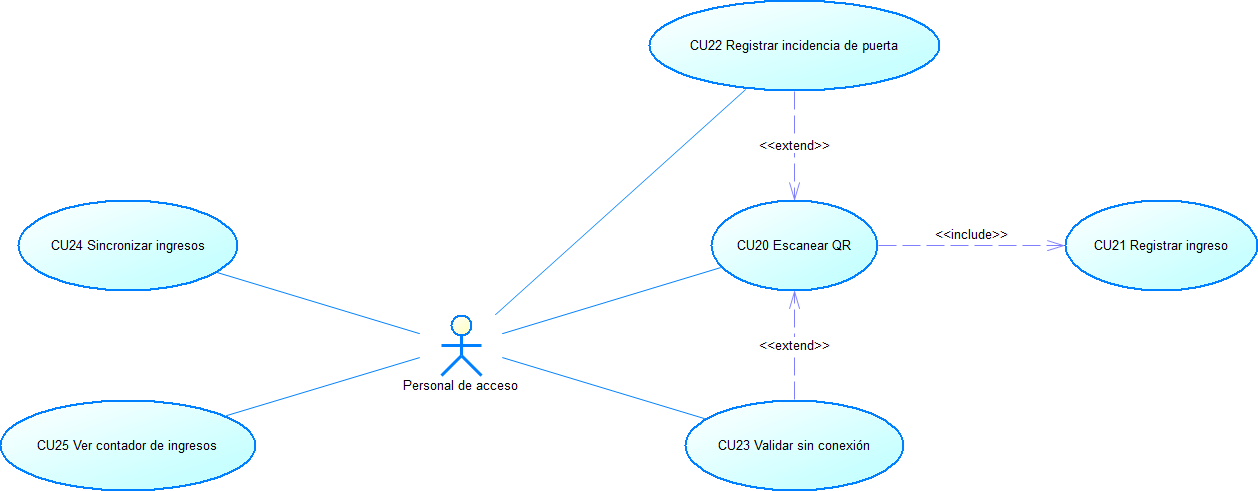 CU22 Registrar incidencia de puerta
<<extend>>
CU24 Sincronizar ingresos
CU20 Escanear QR
<<include>>
CU21 Registrar ingreso
<<extend>>
Personal de acceso
CU25 Ver contador de ingresos
CU23 Validar sin conexión